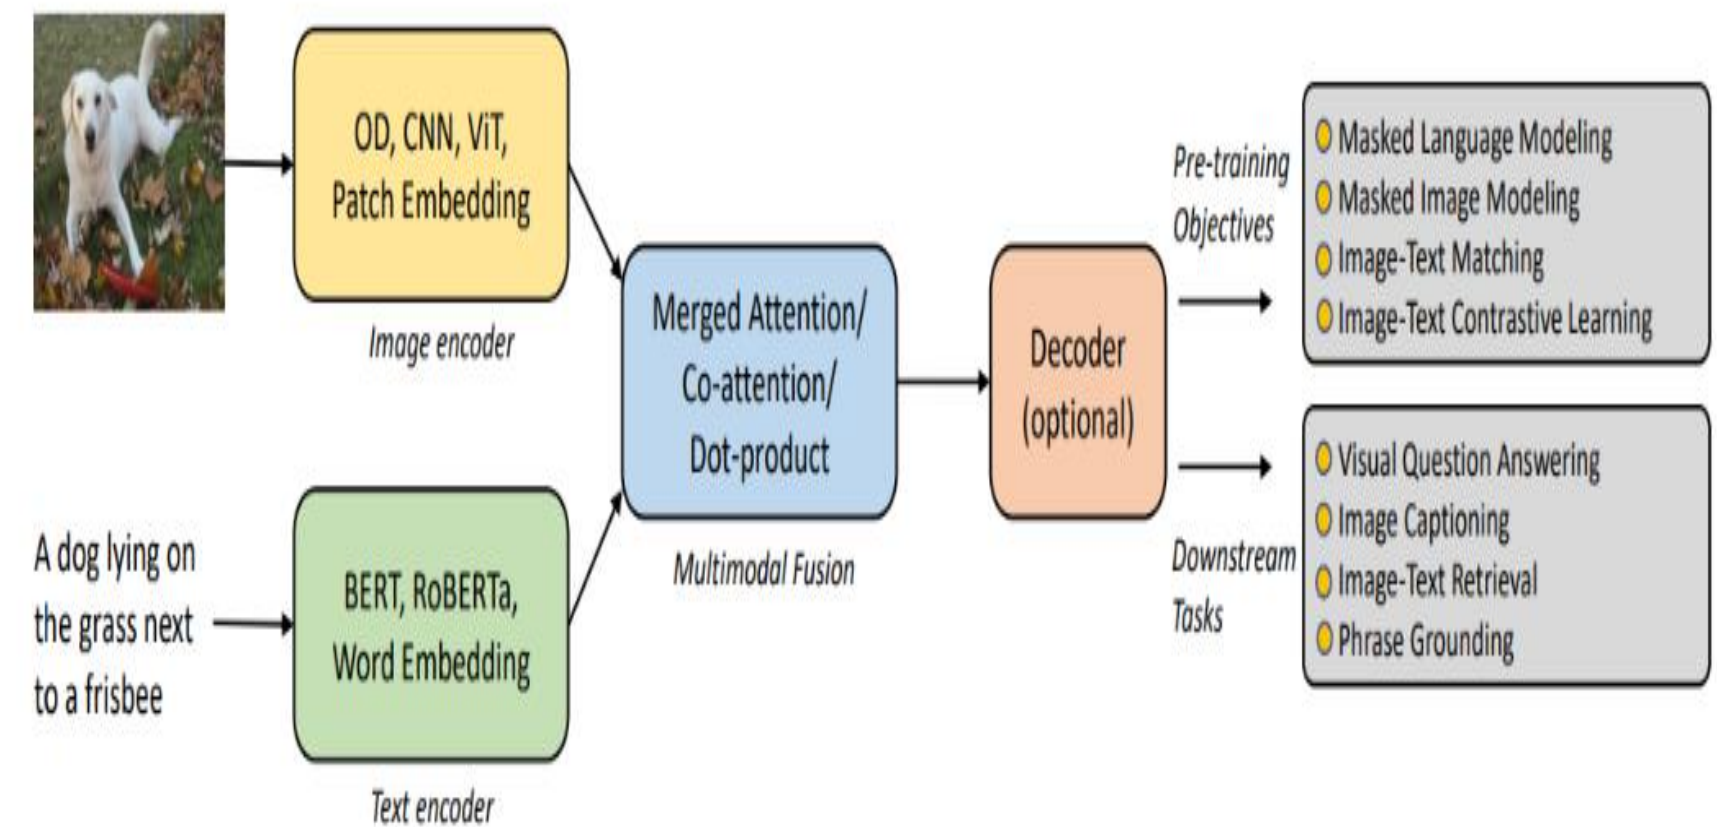 OD, CNN, ViT,
Patch Embedding
Image encoder
A dog lying on
the grass next
to a frisbee
BERT, RoBERTa,
Word Embedding
Text encoder
Merged Attention/
Co-attention/
Dot-product
Multimodal Fusion
Decoder
(optional)
Pre-training
Objectives
Masked Language Modeling
Masked Image Modeling
Image-Text Matching
Image-Text Contrastive Learning
Downstream
Tasks
Visual Question Answering
Image Captioning
Image-Text Retrieval
Phrase Grounding